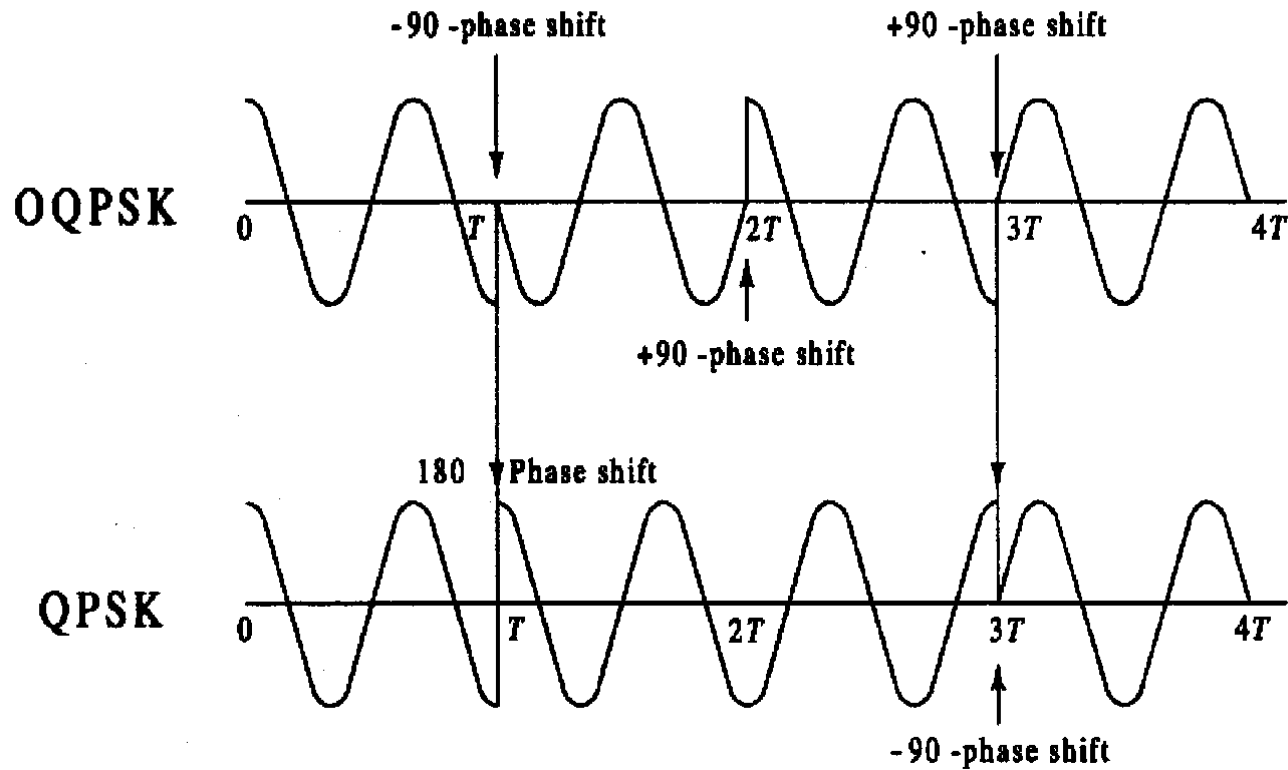 -90 -phase shift
+90 -phase shift
OQPSK
0
T
2T
3T
4T
+90 -phase shift
180 Phase shift
QPSK
0
T
2T
3T
4T
-90 -phase shift